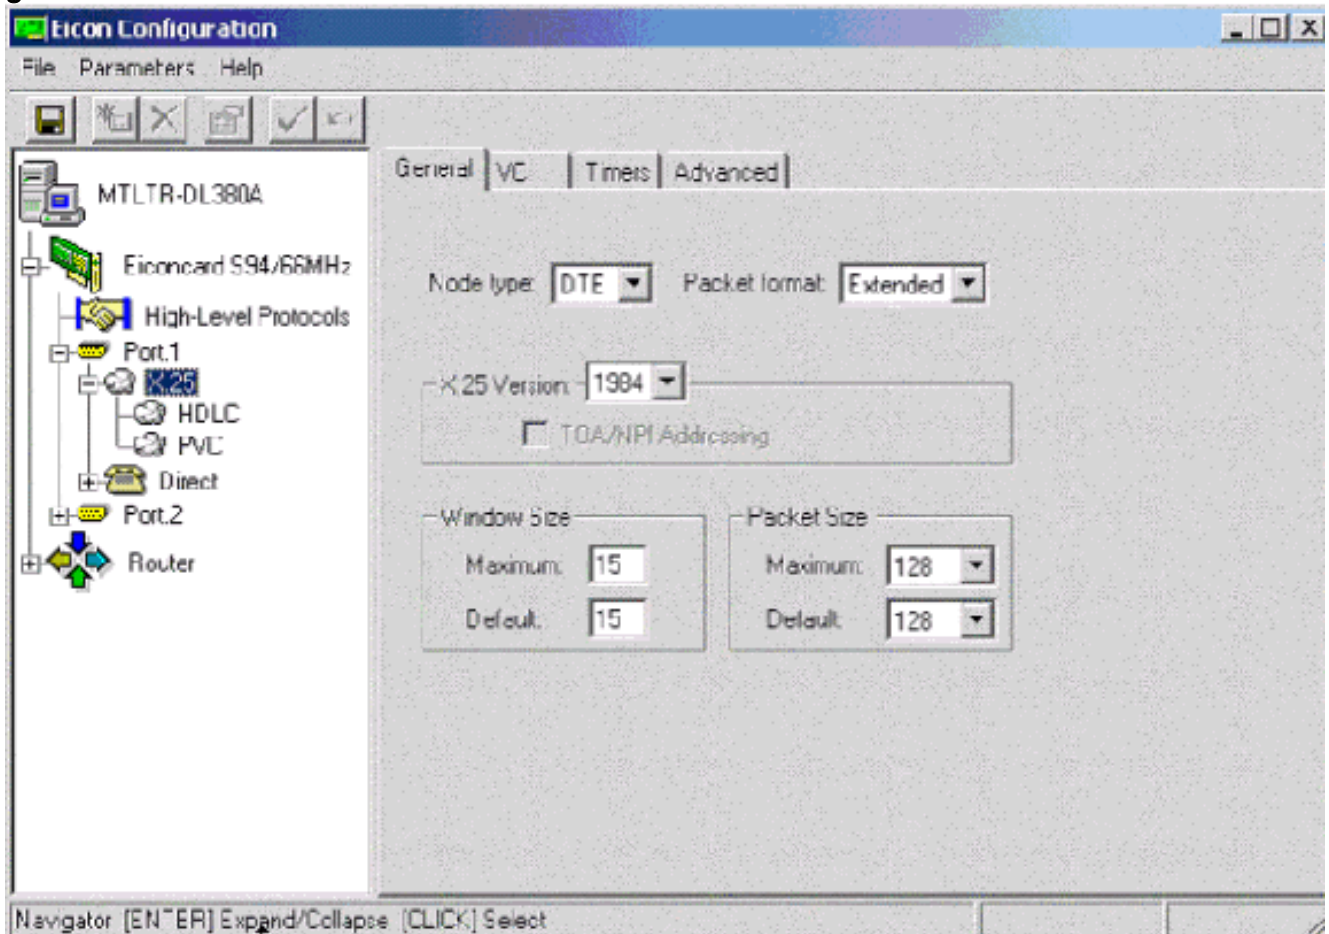 Eicon Configuration
File Parameters Help
MTLTR-DL380A
Eiconcard S94/66MHz
High-Level Protocols
Port.1
X.25
HDLC
PVC
Direct
Port.2
Router
General VC Timers Advanced
Node type: DTE Packet format: Extended
X.25 Version: 1984
TOA/NPI Addressing
Window Size
Maximum: 15
Default: 15
Packet Size
Maximum: 128
Default: 128
Navigator [ENTER] Expand/Collapse [CLICK] Select